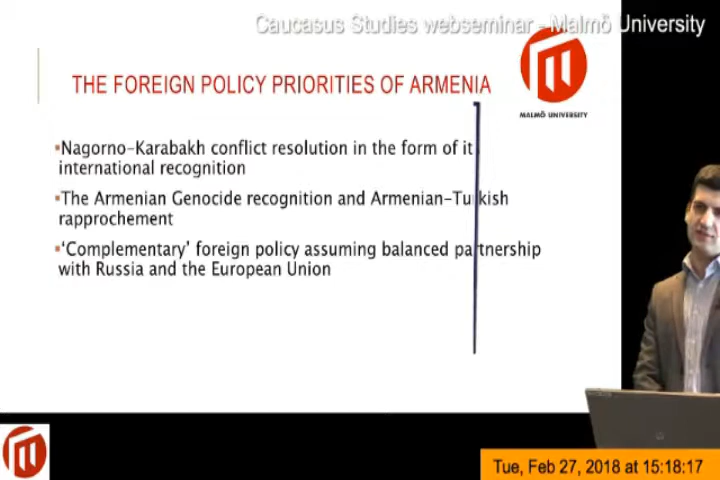 Caucasus Studies webseminar - Malmö University
THE FOREIGN POLICY PRIORITIES OF ARMENIA
MALMÖ UNIVERSITY
▪Nagorno-Karabakh conflict resolution in the form of it
international recognition
▪The Armenian Genocide recognition and Armenian-Turkish
rapprochement
▪‘Complementary’ foreign policy assuming balanced partnership
with Russia and the European Union
Tue, Feb 27, 2018 at 15:18:17